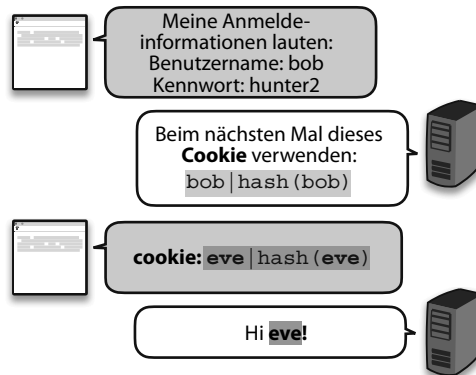 Meine Anmelde-
informationen lauten:
Benutzername: bob
Kennwort: hunter2
Beim nächsten Mal dieses
Cookie verwenden:
bob|hash(bob)
cookie: eve|hash(eve)
Hi eve!